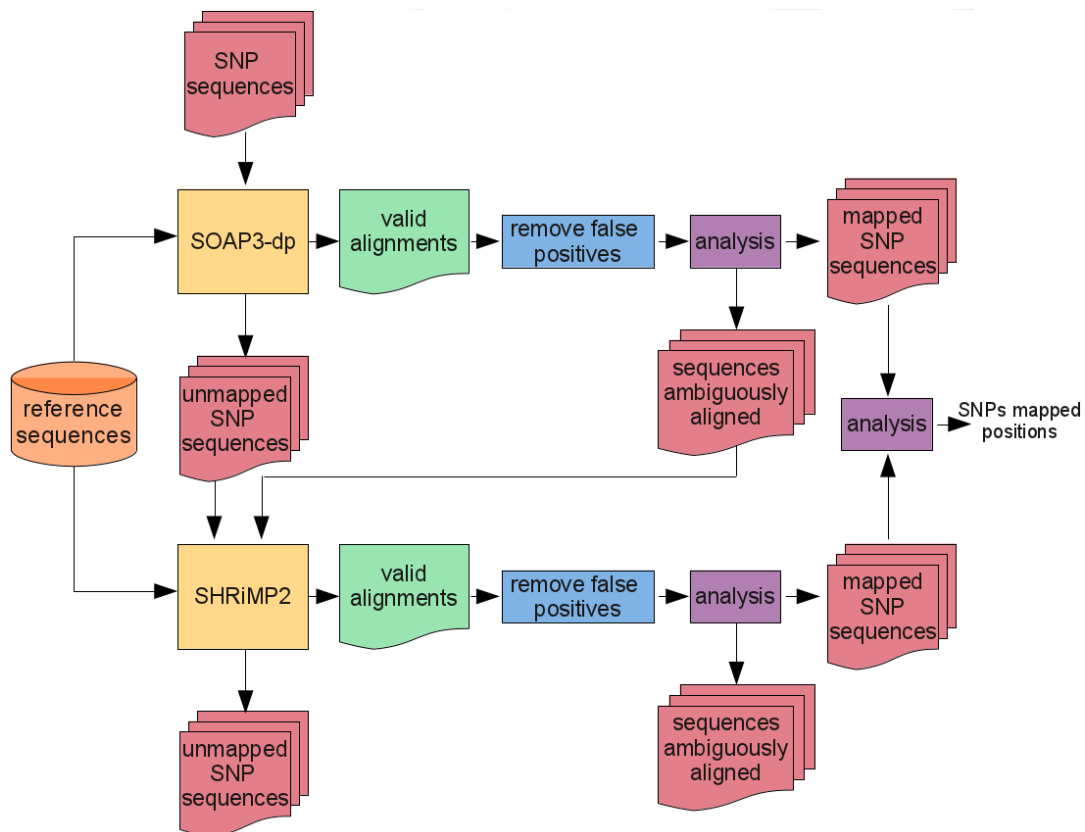 SNP
sequences
SOAP3-dp
valid
alignments
remove false
positives
analysis
mapped
SNP
sequences
reference
sequences
unmapped
SNP
sequences
sequences
ambiguously
aligned
analysis
SNPs mapped
positions
SHRiMP2
valid
alignments
remove false
positives
analysis
mapped
SNP
sequences
unmapped
SNP
sequences
sequences
ambiguously
aligned